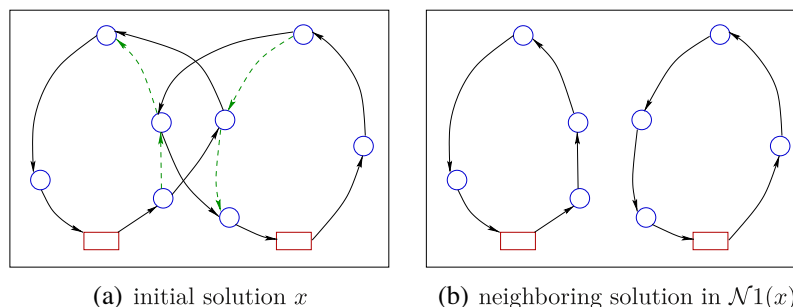 (a) initial solution x
(b) neighboring solution in 𝒩1(x)